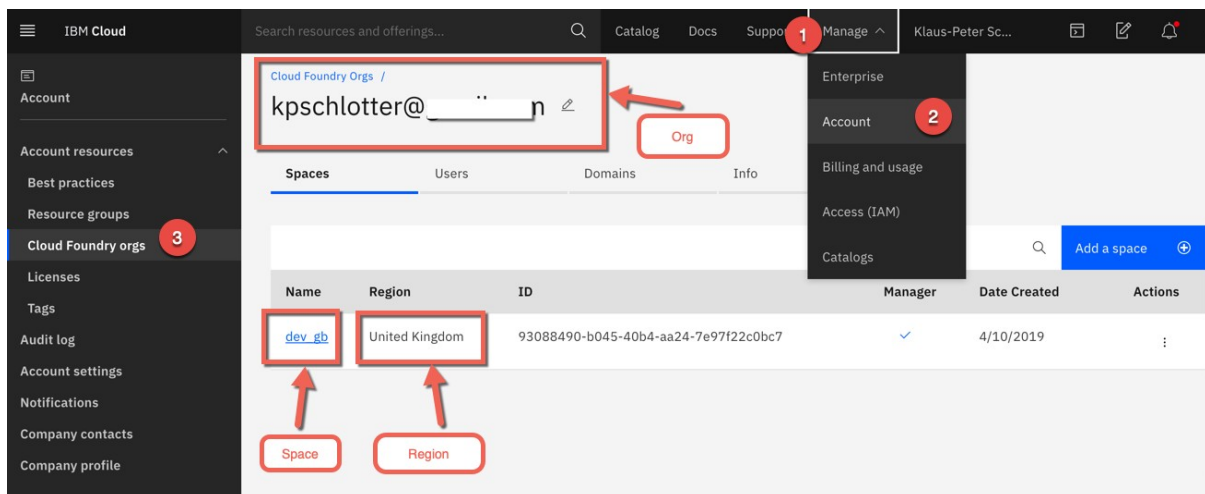 IBM Cloud
Search resources and offerings...
Catalog
Docs
Suppo
1
Manage
Klaus-Peter Sc...
Account
Account resources
Best practices
Resource groups
Cloud Foundry orgs
3
Licenses
Tags
Audit log
Account settings
Notifications
Company contacts
Company profile
Cloud Foundry Orgs /
kpschlotter@
n
Org
Enterprise
Account
2
Billing and usage
Access (IAM)
Catalogs
Spaces
Users
Domains
Info
Add a space
Name
Region
ID
Manager
Date Created
Actions
dev_gb
United Kingdom
93088490-b045-40b4-aa24-7e97f22c0bc7
4/10/2019
Space
Region